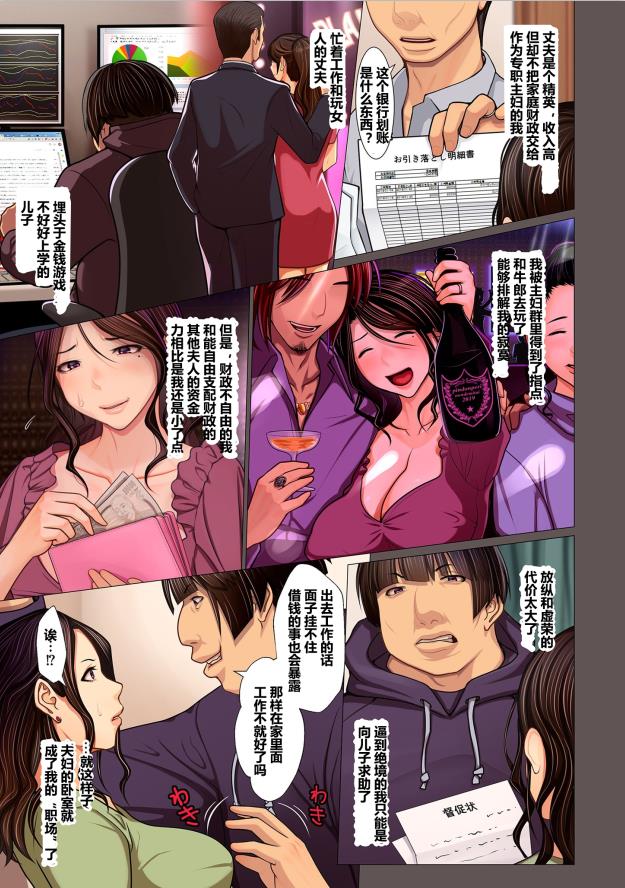 丈夫是个精英，收入高
但却不把家庭财政交给
作为专职主妇的我
这个银行划账
是什么东西？
お引き落とし明細書
忙着工作和玩女
人的丈夫
埋头于金钱游戏
不好好上学的
儿子
我被主妇群里得到了指点
和牛郎去玩了
能够排解我的寂寞
2019
但是，财政不自由的我
和能自由支配财政的
其他夫人的资金
力相比是我还是小了点
放纵和虚荣的
代价太大了
逼到绝境的我只能是
向儿子求助了
督促状
出去工作的话
面子挂不住
借钱的事也会暴露
那样在家里面
工作不就好了吗
わき
わき
诶…!?
…就这样子
夫妇的卧室就
成了我的“职场”了